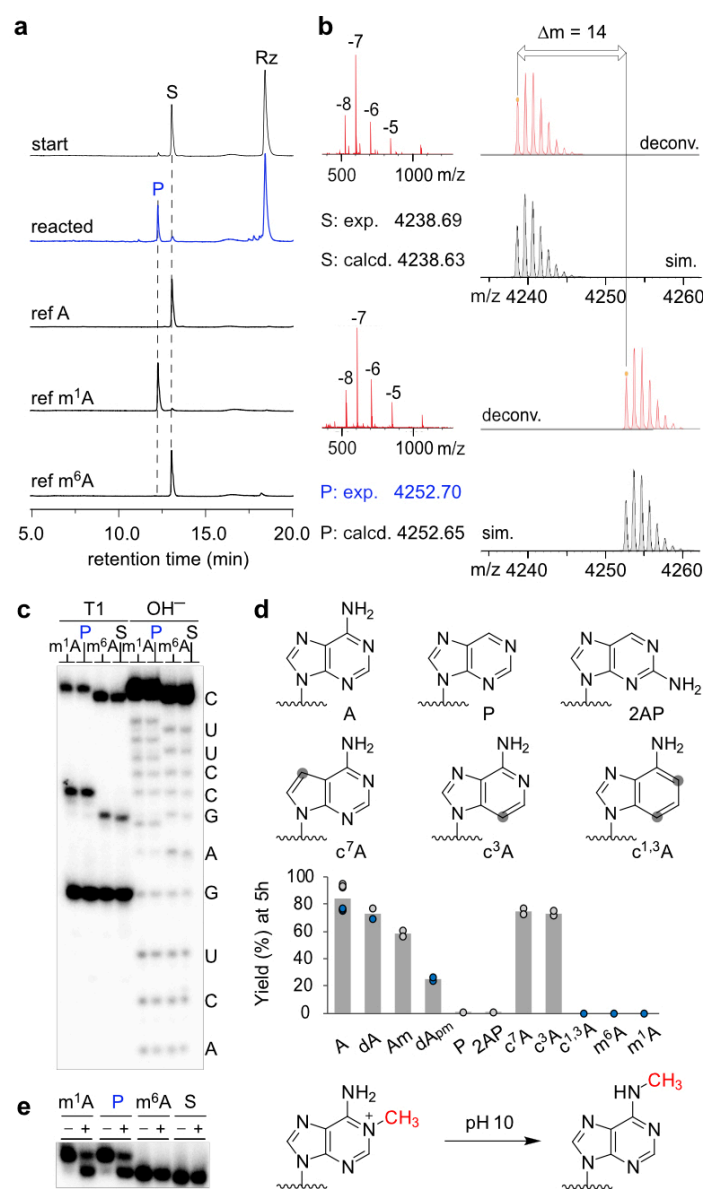 a
S
Rz
start
P
reacted
ref A
ref m¹A
ref m⁶A
5.0 10.0 15.0 20.0
retention time (min)
b
-7
-8
-6
-5
500 1000 m/z
S: exp. 4238.69
S: calcd. 4238.63
Δm = 14
deconv.
sim.
m/z 4240 4250 4260
-7
-8
-6
-5
500 1000 m/z
P: exp. 4252.70
P: calcd. 4252.65
deconv.
sim.
m/z 4240 4250 4260
c
T1 OH⁻
P S P S
m¹A m⁶A m¹A m⁶A
C
U
U
C
C
G
A
G
U
C
A
d
NH₂
N
N
N
N
A
N
N
N
N
P
N
N
N
N
NH₂
2AP
NH₂
N
N
N
c⁷A
NH₂
N
N
N
c³A
NH₂
N
N
c¹,³A
Yield (%) at 5h
100
80
60
40
20
0
A dA Am dApm P 2AP c⁷A c³A c¹,³A m⁶A m¹A
e
m¹A P m⁶A S
– + – + – + – +
NH₂
N
N
+
CH₃
N
N
pH 10
HN
CH₃
N
N
N
N